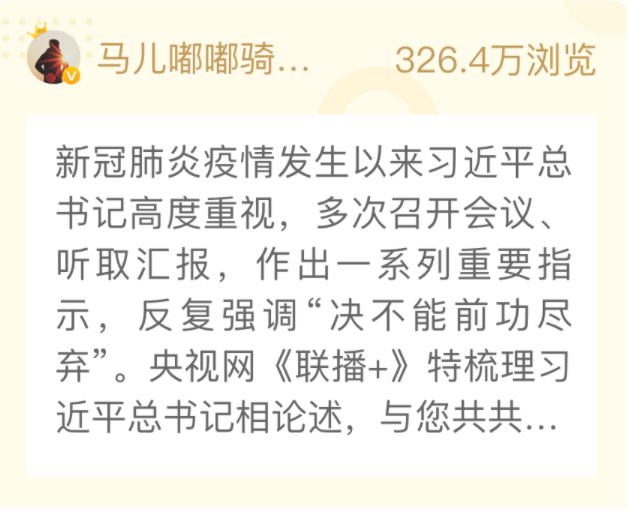 马儿嘟嘟骑... 326.4万浏览
新冠肺炎疫情发生以来习近平总
书记高度重视，多次召开会议、
听取汇报，作出一系列重要指
示，反复强调“决不能前功尽
弃”。央视网《联播+》特梳理习
近平总书记相论述，与您共共...